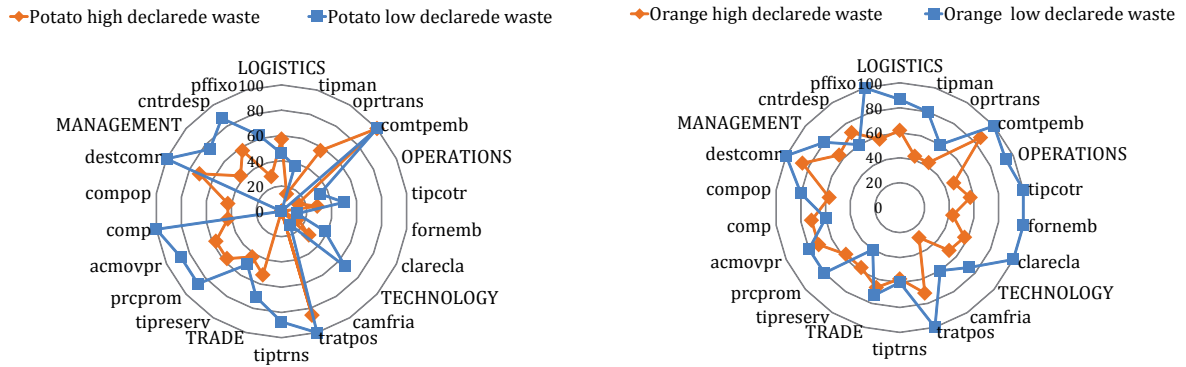 Potato high declarede waste
Potato low declarede waste
LOGISTICS
tipman
oprtrans
comtpemb
OPERATIONS
tipcotr
fornemb
clarecla
TECHNOLOGY
camfria
tratpos
tiptrns
TRADE
tipreserv
prcprom
acmovpr
comp
compop
destcomr
MANAGEMENT
cntrdesp
pffixo
100
80
60
40
20
0
Orange high declarede waste
Orange low declarede waste
LOGISTICS
tipman
oprtrans
comtpemb
OPERATIONS
tipcotr
fornemb
clarecla
TECHNOLOGY
camfria
tratpos
tiptrns
TRADE
tipreserv
prcprom
acmovpr
comp
compop
destcomr
MANAGEMENT
cntrdesp
pffixo
100
80
60
40
20
0